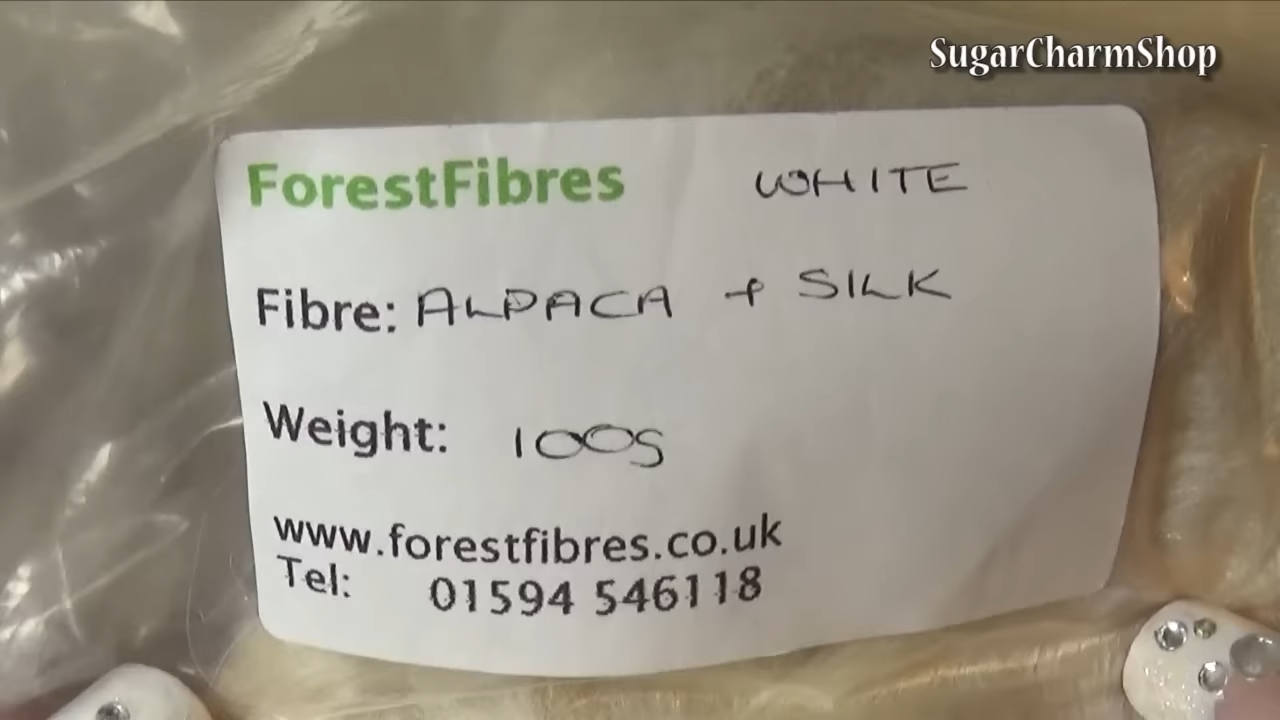 SugarCharmShop
ForestFibres WHITE
Fibre: ALPACA + SILK
Weight: 100g
www.forestfibres.co.uk
Tel: 01594 546118